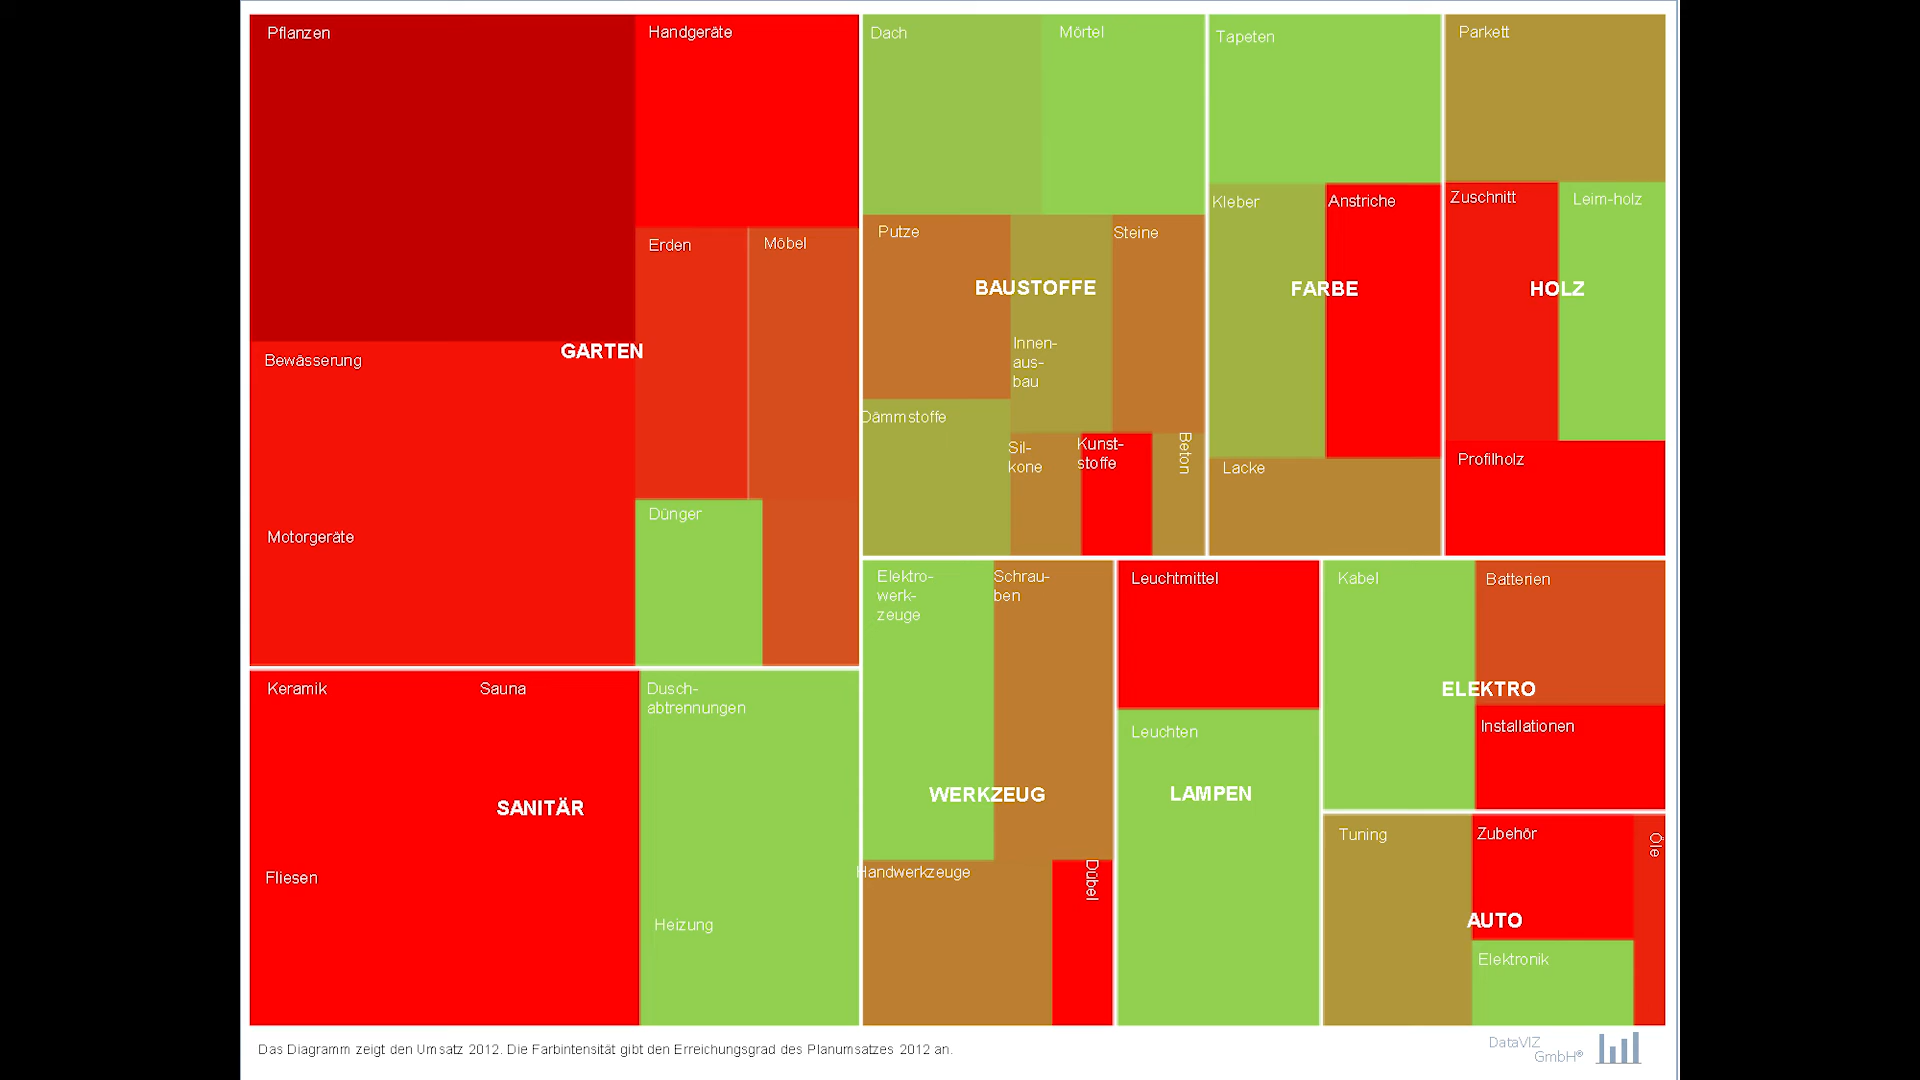 Pflanzen
Handgeräte
Erden
Möbel
Bewässerung
GARTEN
Dünger
Motorgeräte
Dach
Mörtel
Putze
Steine
BAUSTOFFE
Innen-
aus-
bau
Dämmstoffe
Sil-
kone
Kunst-
stoffe
Beton
Tapeten
Kleber
Anstriche
FARBE
Lacke
Parkett
Zuschnitt
Leim-holz
HOLZ
Profilholz
Keramik
Sauna
Dusch-
abtrennungen
SANITÄR
Fliesen
Heizung
Elektro-
werk-
zeuge
Schrau-
ben
WERKZEUG
Handwerkzeuge
Dübel
Leuchtmittel
Leuchten
LAMPEN
Kabel
Batterien
ELEKTRO
Installationen
Tuning
Zubehör
Öle
AUTO
Elektronik
Das Diagramm zeigt den Umsatz 2012. Die Farbintensität gibt den Erreichungsgrad des Planumsatzes 2012 an.
DataVIZ
GmbH®